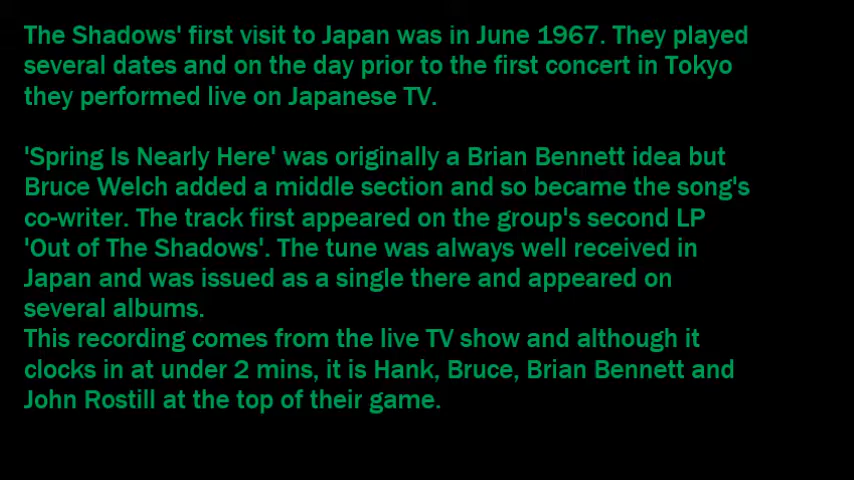 The Shadows' first visit to Japan was in June 1967. They played
several dates and on the day prior to the first concert in Tokyo
they performed live on Japanese TV.
'Spring Is Nearly Here' was originally a Brian Bennett idea but
Bruce Welch added a middle section and so became the song's
co-writer. The track first appeared on the group's second LP
'Out of The Shadows'. The tune was always well received in
Japan and was issued as a single there and appeared on
several albums.
This recording comes from the live TV show and although it
clocks in at under 2 mins, it is Hank, Bruce, Brian Bennett and
John Rostill at the top of their game.